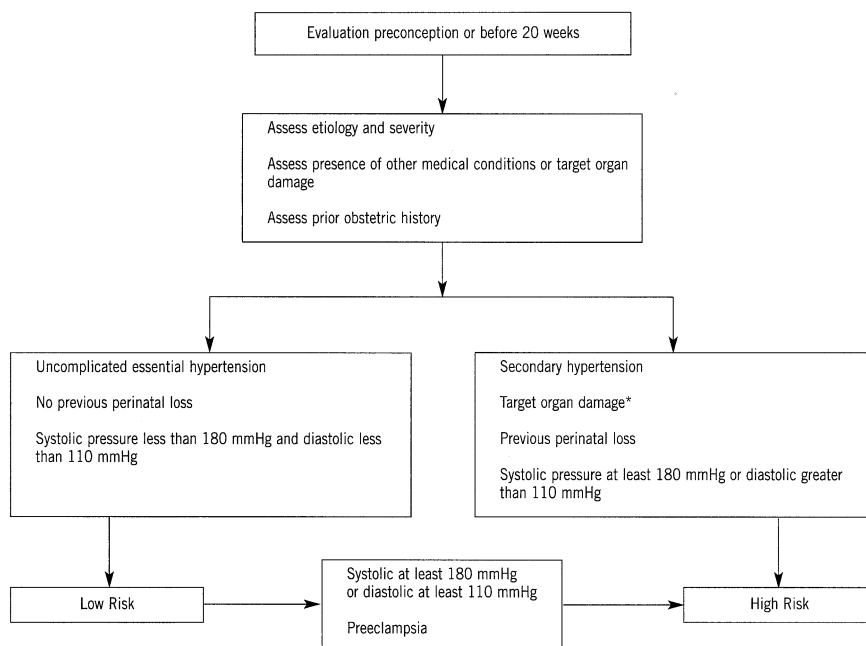 Evaluation preconception or before 20 weeks
Assess etiology and severity
Assess presence of other medical conditions or target organ
damage
Assess prior obstetric history
Uncomplicated essential hypertension
No previous perinatal loss
Systolic pressure less than 180 mmHg and diastolic less
than 110 mmHg
Secondary hypertension
Target organ damage*
Previous perinatal loss
Systolic pressure at least 180 mmHg or diastolic greater
than 110 mmHg
Low Risk
Systolic at least 180 mmHg
or diastolic at least 110 mmHg
Preeclampsia
High Risk